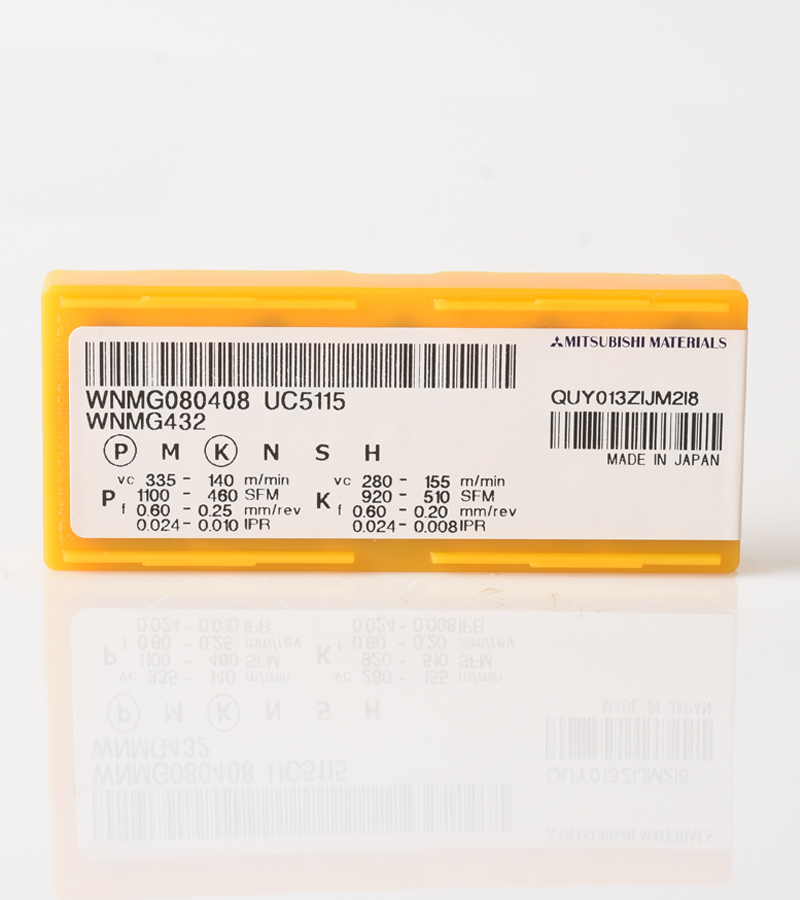 WNMG080408 UC5115
WNMG432
P M K N S H
P
vc 335 - 140 m/min
1100 - 460 SFM
f 0.60 - 0.25 mm/rev
0.024 - 0.010 IPR
K
vc 280 - 155 m/min
920 - 510 SFM
f 0.60 - 0.20 mm/rev
0.024 - 0.008 IPR
MITSUBISHI MATERIALS
QUY013ZIJM2I8
MADE IN JAPAN